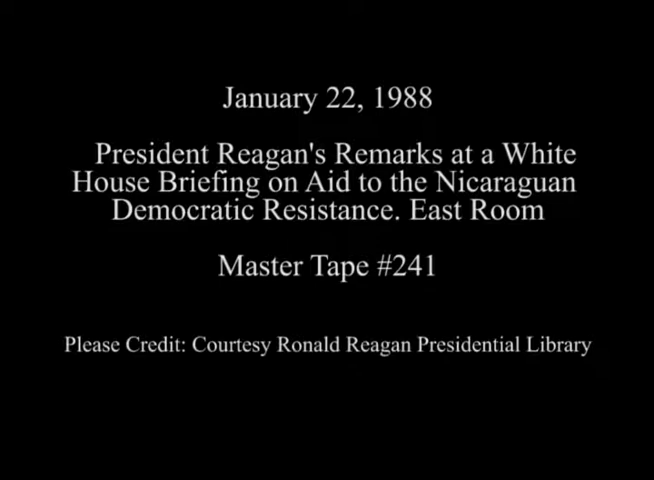 January 22, 1988
President Reagan's Remarks at a White
House Briefing on Aid to the Nicaraguan
Democratic Resistance. East Room
Master Tape #241
Please Credit: Courtesy Ronald Reagan Presidential Library